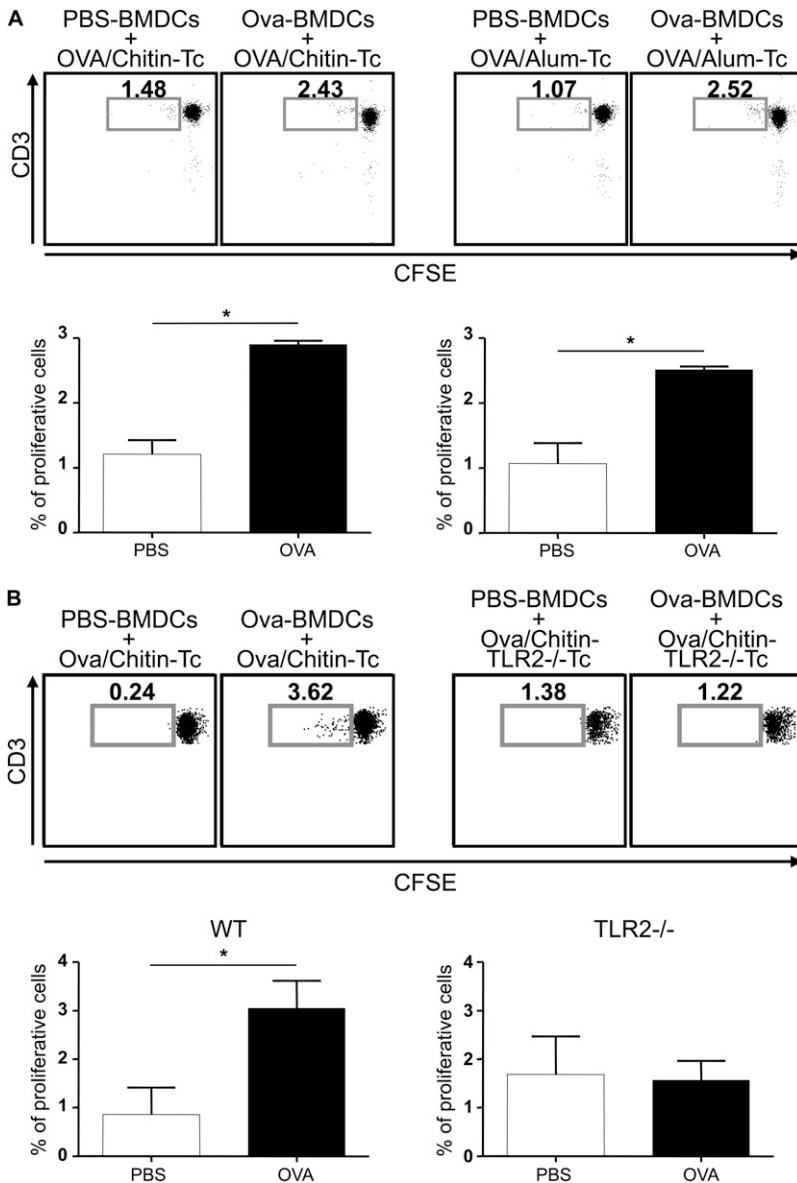 A
PBS-BMDCs
+
OVA/Chitin-Tc
Ova-BMDCs
+
OVA/Chitin-Tc
PBS-BMDCs
+
OVA/Alum-Tc
Ova-BMDCs
+
OVA/Alum-Tc
CD3
1.48
2.43
1.07
2.52
CFSE
% of proliferative cells
3
2
1
0
*
PBS
OVA
% of proliferative cells
3
2
1
0
*
PBS
OVA
B
PBS-BMDCs
+
Ova/Chitin-Tc
Ova-BMDCs
+
Ova/Chitin-Tc
PBS-BMDCs
+
Ova/Chitin-
TLR2-/-Tc
Ova-BMDCs
+
Ova/Chitin-
TLR2-/-Tc
CD3
0.24
3.62
1.38
1.22
CFSE
WT
% of proliferative cells
4
3
2
1
0
*
PBS
OVA
TLR2-/-
% of proliferative cells
4
3
2
1
0
PBS
OVA